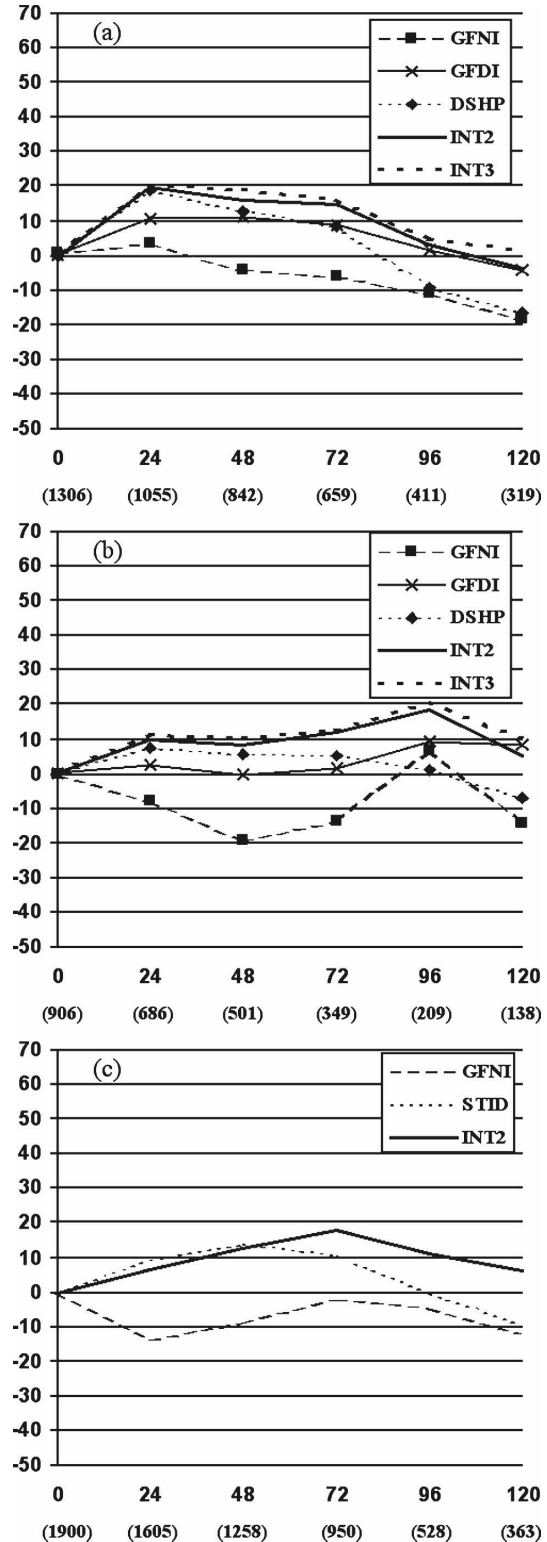 (a)
70
60
50
40
30
20
10
0
-10
-20
-30
-40
-50
GFNI
GFDI
DSHP
INT2
INT3
0 24 48 72 96 120
(1306) (1055) (842) (659) (411) (319)
(b)
70
60
50
40
30
20
10
0
-10
-20
-30
-40
-50
GFNI
GFDI
DSHP
INT2
INT3
0 24 48 72 96 120
(906) (686) (501) (349) (209) (138)
(c)
70
60
50
40
30
20
10
0
-10
-20
-30
-40
-50
GFNI
STID
INT2
0 24 48 72 96 120
(1900) (1605) (1258) (950) (528) (363)